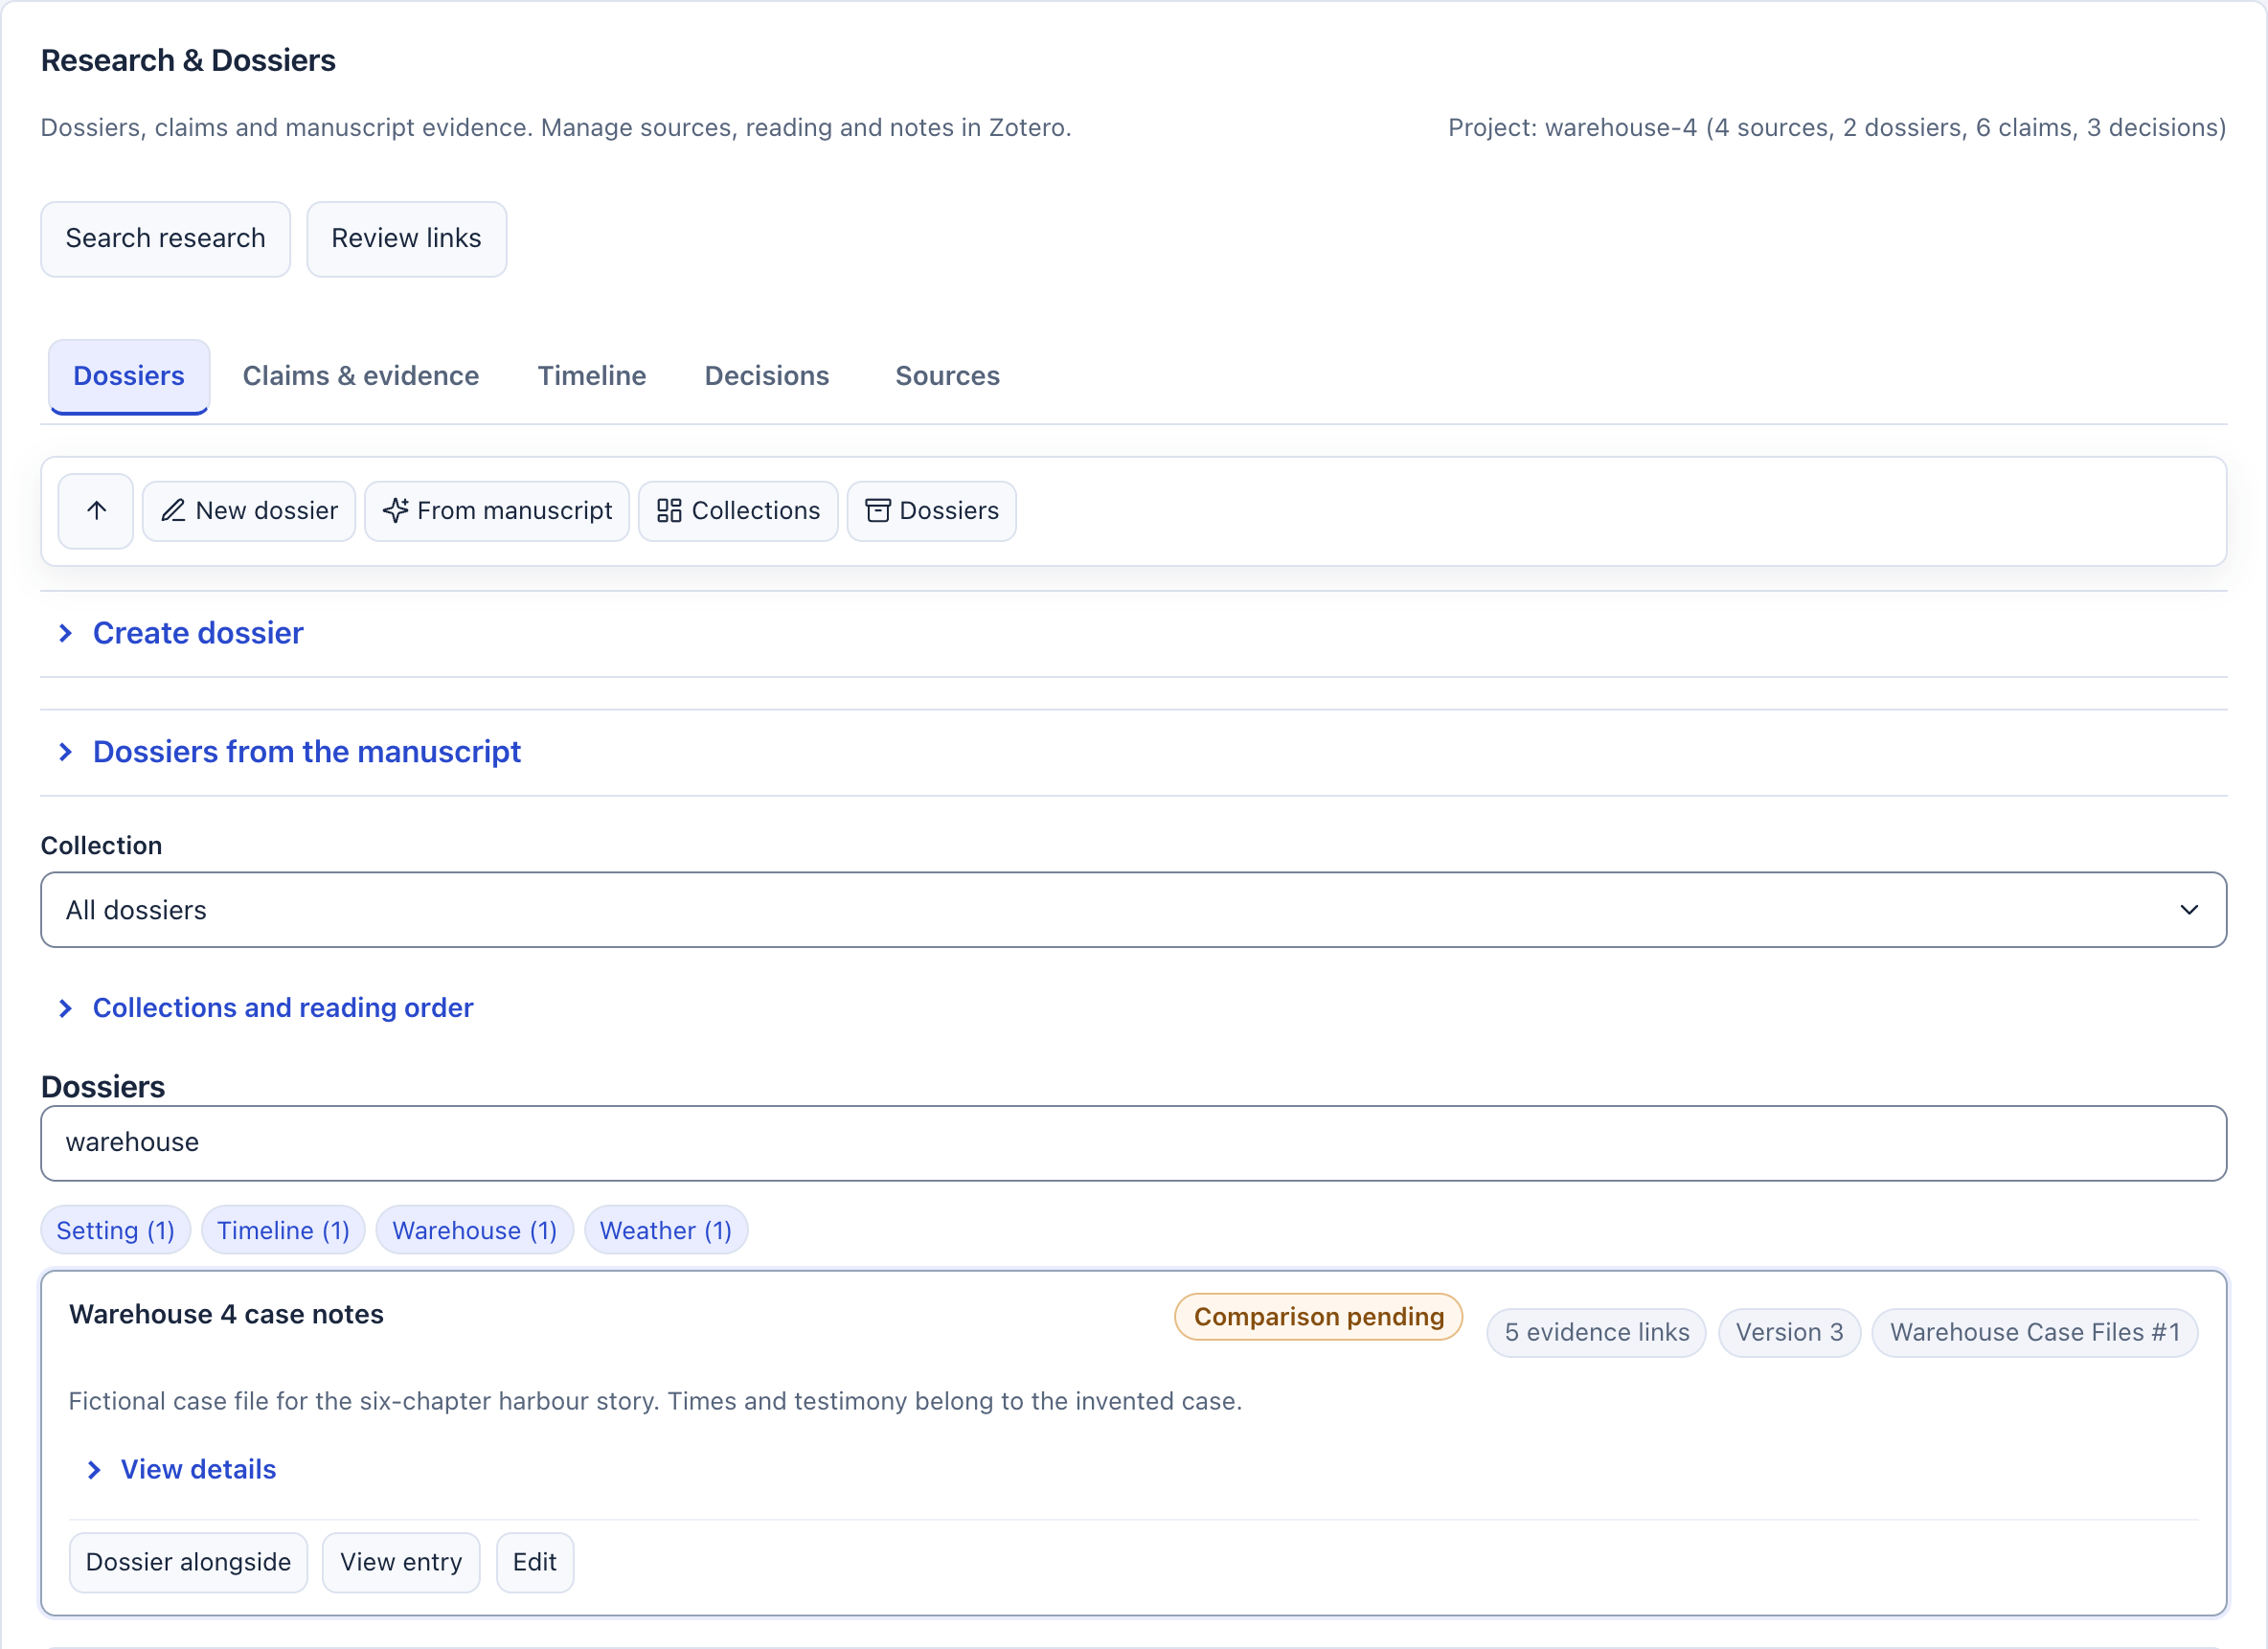 Research & Dossiers
Dossiers, claims and manuscript evidence. Manage sources, reading and notes in Zotero.
Project: warehouse-4 (4 sources, 2 dossiers, 6 claims, 3 decisions)
Search research
Review links
Dossiers
Claims & evidence
Timeline
Decisions
Sources
New dossier
From manuscript
Collections
Dossiers
Create dossier
Dossiers from the manuscript
Collection
All dossiers
Collections and reading order
Dossiers
warehouse
Setting (1)
Timeline (1)
Warehouse (1)
Weather (1)
Warehouse 4 case notes
Comparison pending
5 evidence links
Version 3
Warehouse Case Files #1
Fictional case file for the six-chapter harbour story. Times and testimony belong to the invented case.
View details
Dossier alongside
View entry
Edit